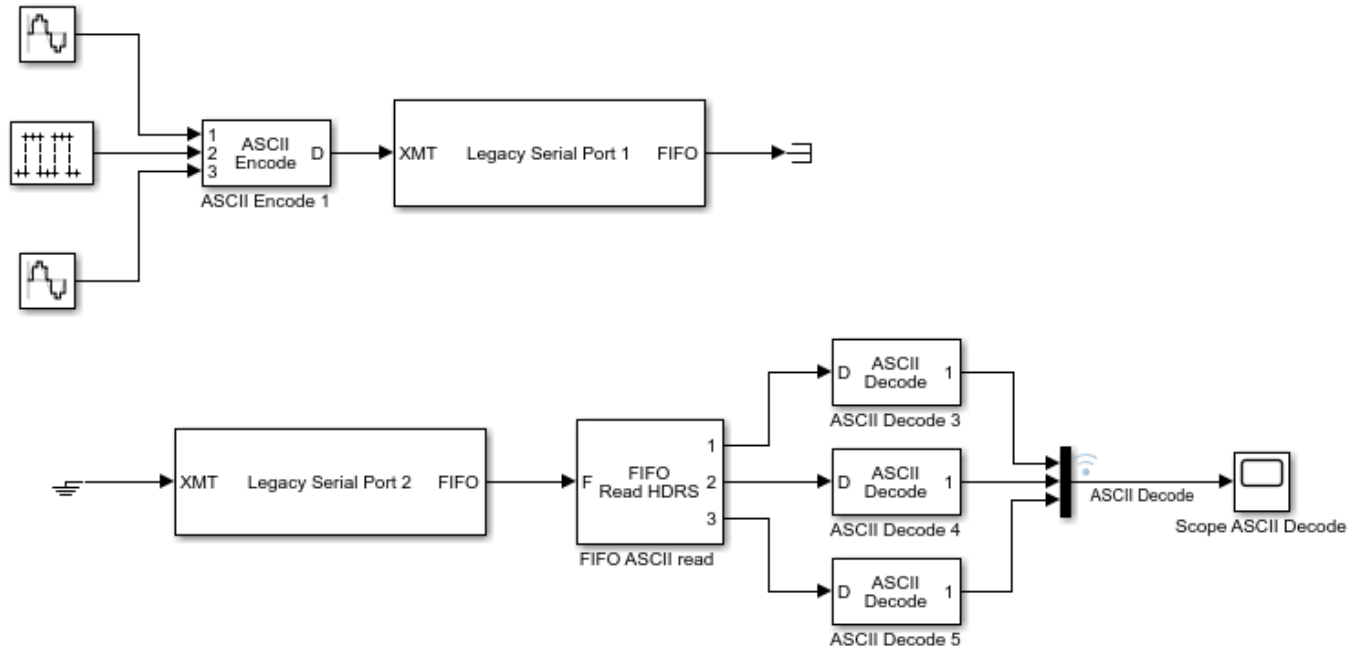 1
2
3
ASCII
Encode
D
ASCII Encode 1
XMT
Legacy Serial Port 1
FIFO
XMT
Legacy Serial Port 2
FIFO
F
FIFO
Read HDRS
1
2
3
FIFO ASCII read
D
ASCII
Decode
1
ASCII Decode 3
D
ASCII
Decode
1
ASCII Decode 4
D
ASCII
Decode
1
ASCII Decode 5
ASCII Decode
Scope ASCII Decode